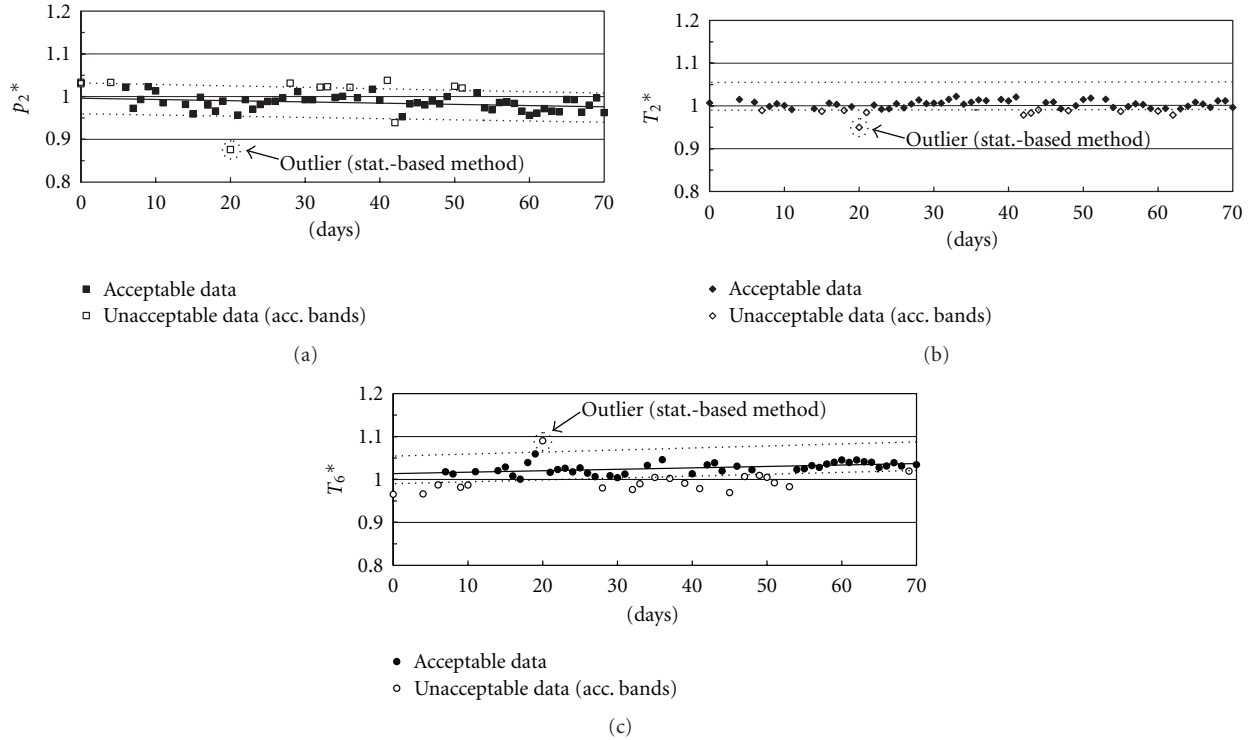 1.2
1.1
1
0.9
0.8
p2*
0 10 20 30 40 50 60 70
(days)
Outlier (stat.-based method)
Acceptable data
Unacceptable data (acc. bands)
(a)
1.2
1.1
1
0.9
0.8
T2*
0 10 20 30 40 50 60 70
(days)
Outlier (stat.-based method)
Acceptable data
Unacceptable data (acc. bands)
(b)
1.2
1.1
1
0.9
0.8
T6*
0 10 20 30 40 50 60 70
(days)
Outlier (stat.-based method)
Acceptable data
Unacceptable data (acc. bands)
(c)